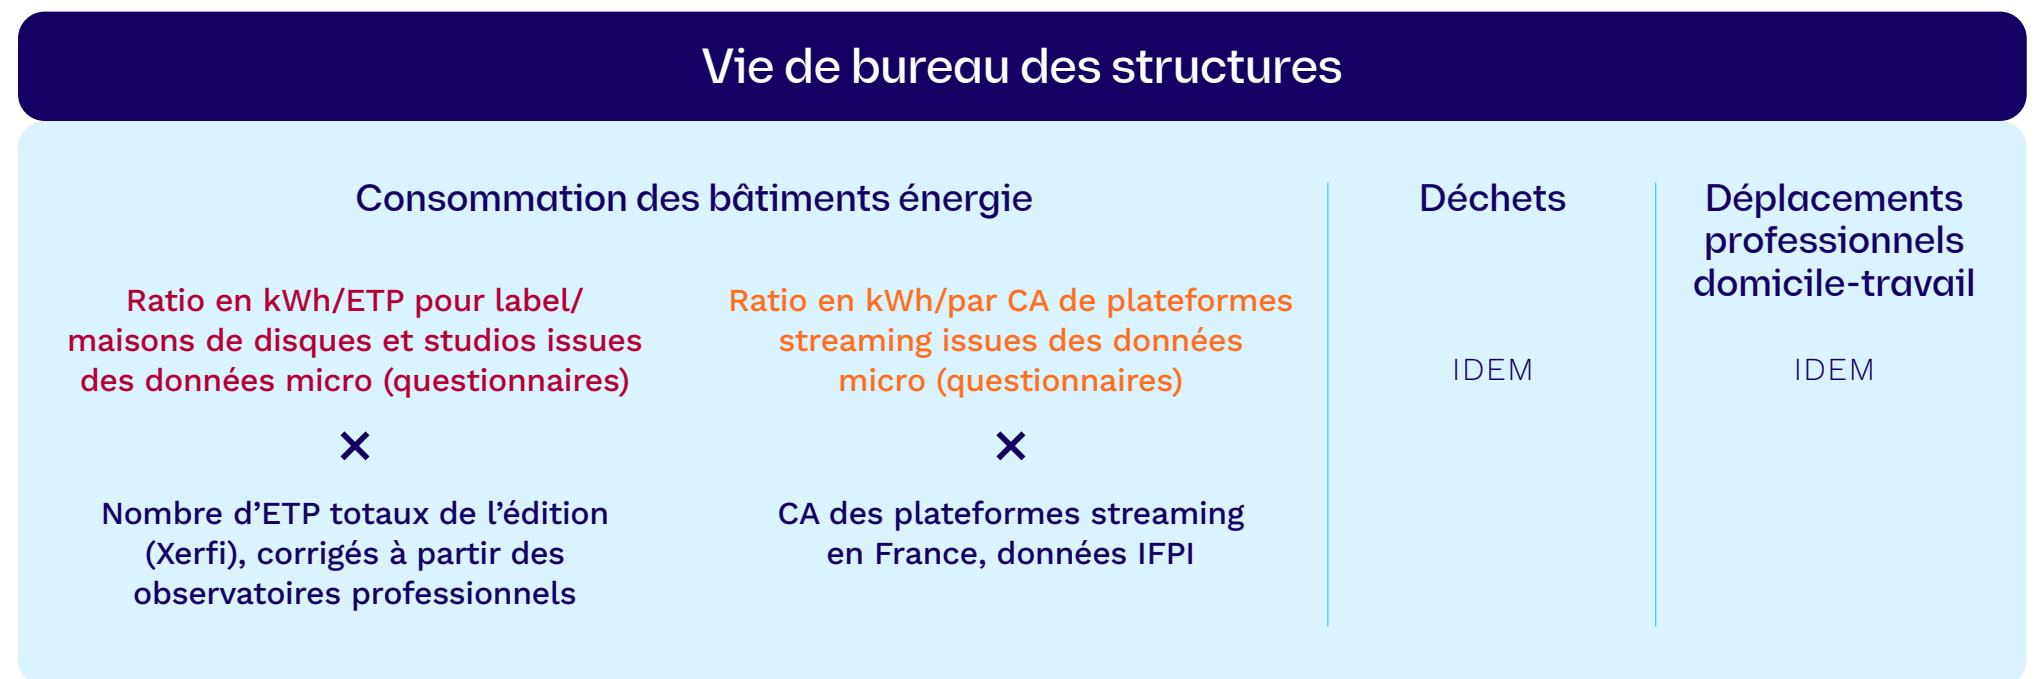 Vie de bureau des structures
Consommation des bâtiments énergie
Ratio en kWh/ETP pour label/
maisons de disques et studios issues
des données micro (questionnaires)
×
Nombre d’ETP totaux de l’édition
(Xerfi), corrigés à partir des
observatoires professionnels
Ratio en kWh/par CA de plateformes
streaming issues des données
micro (questionnaires)
×
CA des plateformes streaming
en France, données IFPI
Déchets
IDEM
Déplacements
professionnels
domicile-travail
IDEM